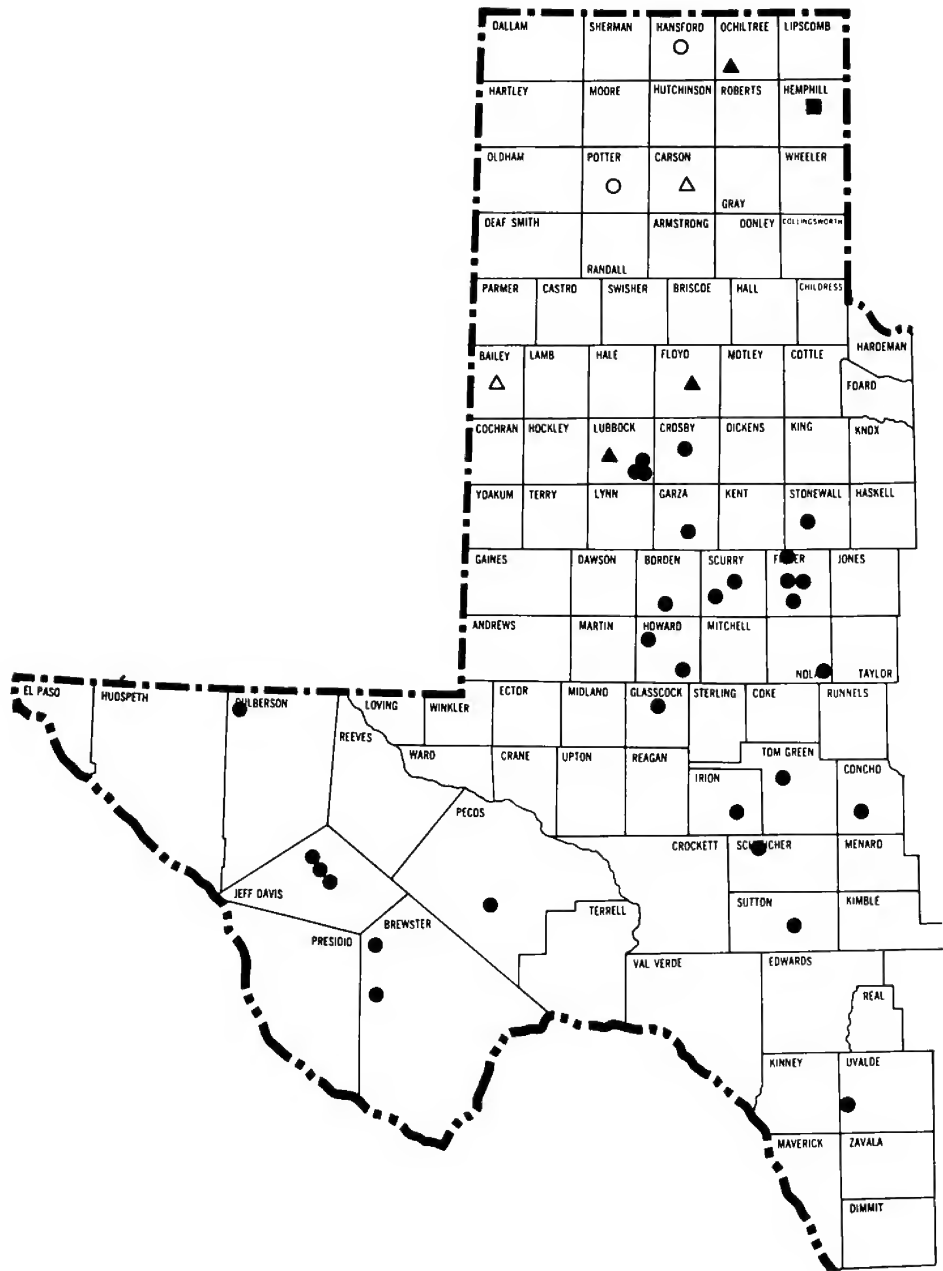 DALLAM SHERMAN HANSFORD OCHILTREE LIPSCOMB
HARTLEY MOORE HUTCHINSON ROBERTS HEMPHILL
OLDHAM POTTER CARSON WHEELER
GRAY
DEAF SMITH ARMSTRONG DONLEY COLLINGSWORTH
RANDALL
PARMER CASTRO SWISHER BRISCOE HALL CHILDRESS
HARDEMAN
BAILEY LAMB HALE FLOYD MOTLEY COTTLE
FOARD
COCHRAN HOCKLEY LUBBOCK CROSBY DICKENS KING KNOX
YOAKUM TERRY LYNN GARZA KENT STONEWALL HASKELL
GAINES DAWSON BORDEN SCURRY JONES
ANDREWS MARTIN HOWARD MITCHELL
TAYLOR
EL PASO HUDSPETH LOVING WINKLER ECTOR MIDLAND GLASSCOCK STERLING COKE RUNNELS
REEVES WARD CRANE UPTON REAGAN TOM GREEN
IRION CONCHO
PECOS
CROCKETT MENARD
JEFF DAVIS SUTTON KIMBLE
TERRELL
BREWSTER
PRESIDIO
VAL VERDE EDWARDS
REAL
KINNEY UVALDE
MAVERICK ZAVALA
DIMMIT